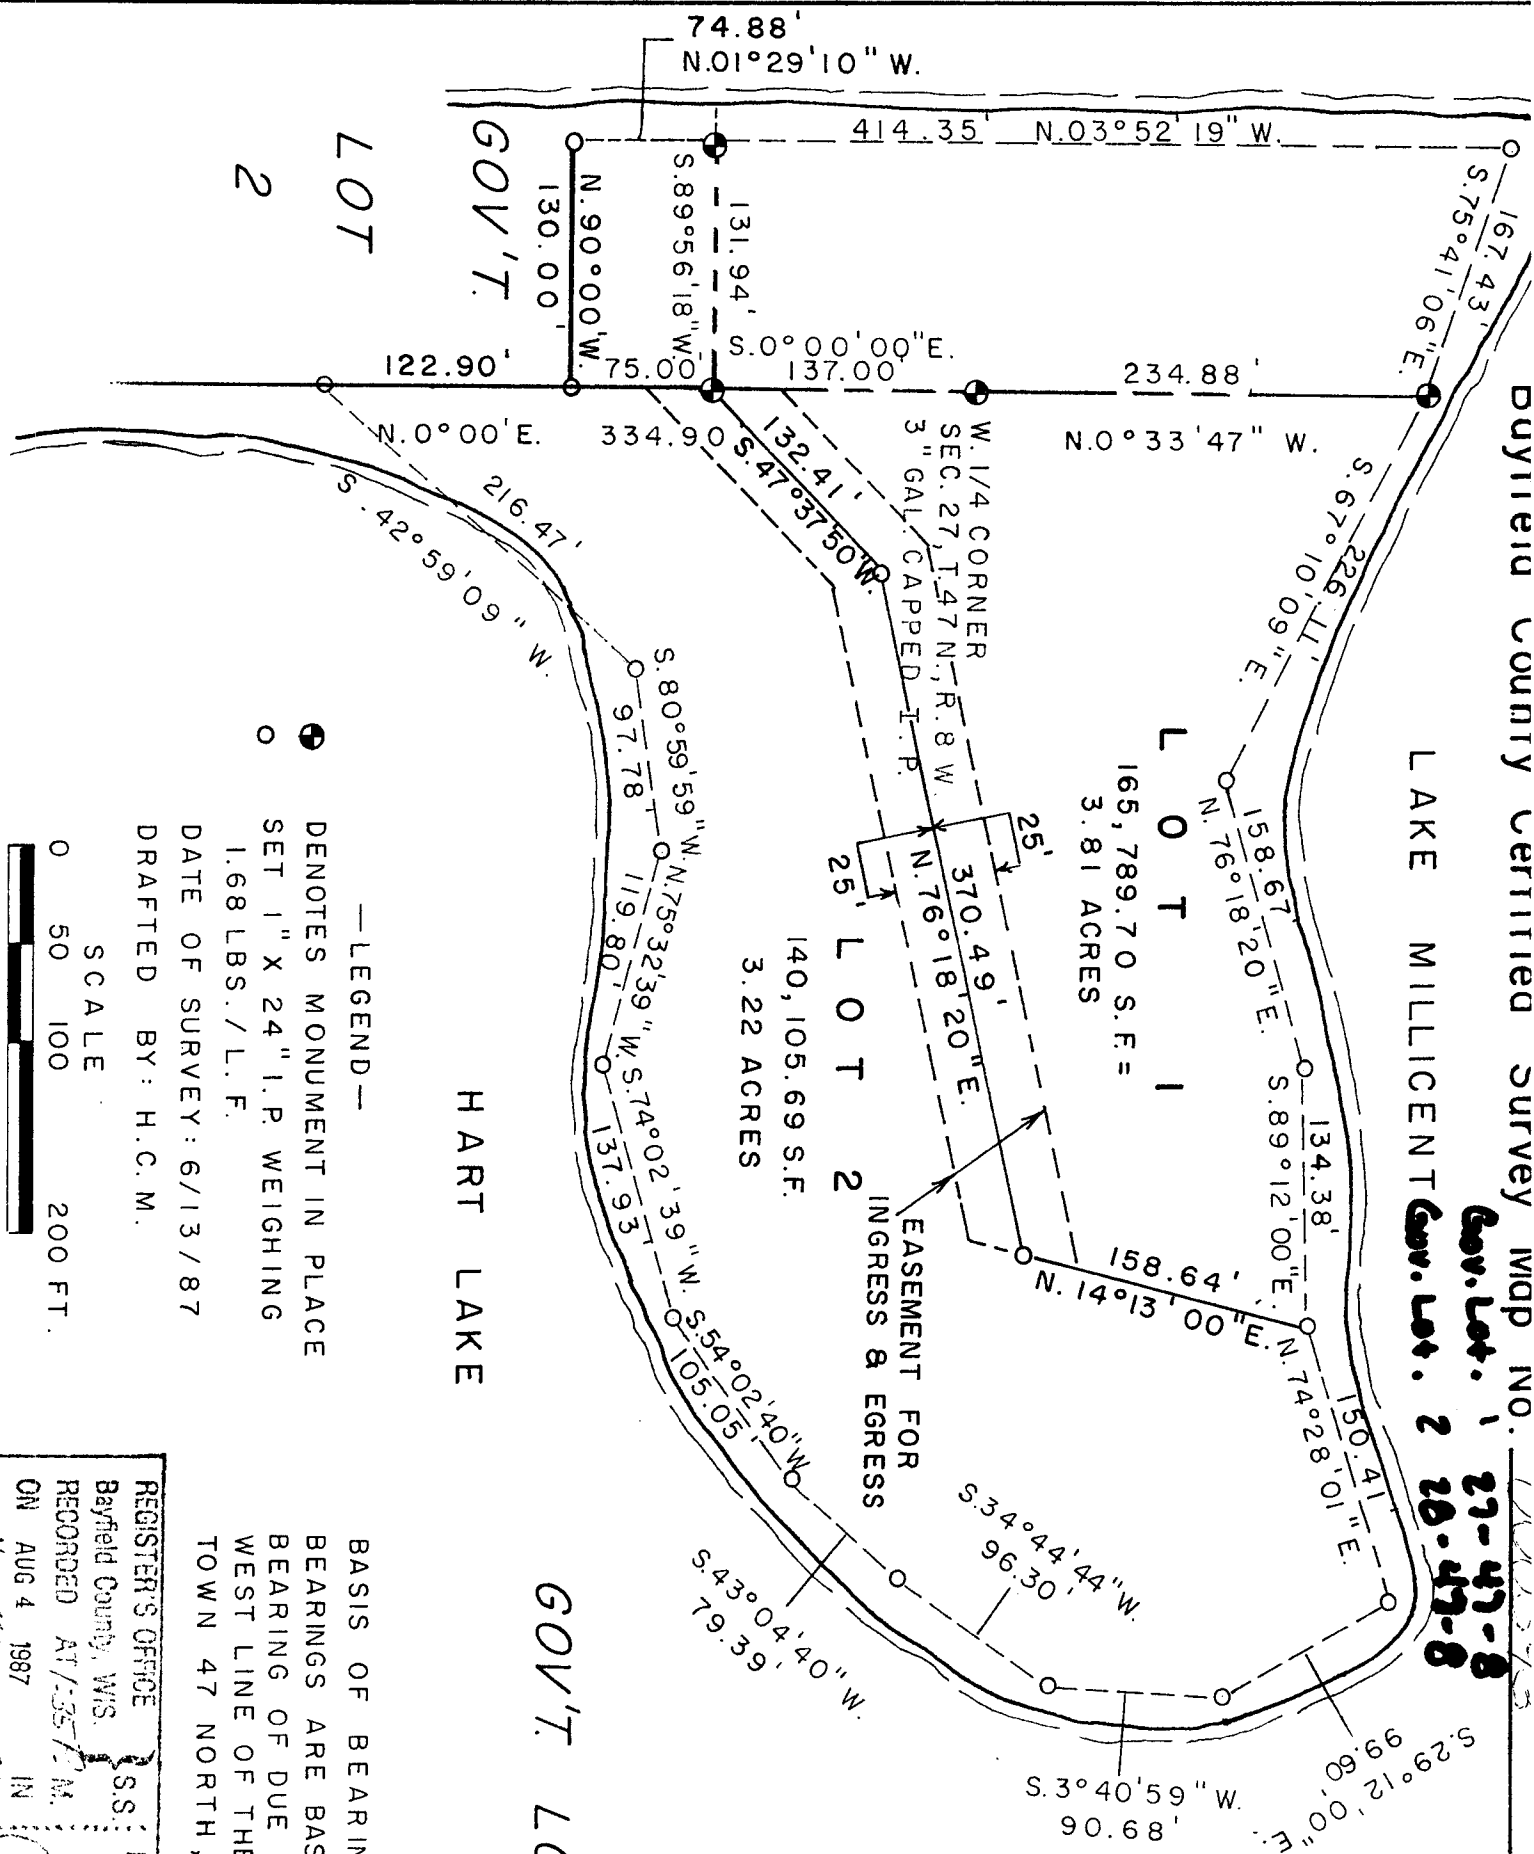 Bayfield County Certified Survey Map No.
Gov. Lot. 1 27-47-8
Gov. Lot. 2 28-47-8
LAKE MILLICENT
74.88'
N.01°29'10" W.
414.35' N.03°52'19" W.
167.43'
S.75°41'06"E.
S.67°10'09"E.
226.11'
158.67'
N.76°18'20"E.
134.38'
S.89°12'00"E.
150.41'
N.74°28'01"E.
S.29°12'00"E.
99.60'
S.3°40'59"W.
90.68'
S.34°44'44"W.
96.30'
S.43°04'40"W.
79.39'
S.54°02'40"W.
105.05'
S.74°02'39"W.
137.93'
N.75°32'39"W.
119.80'
S.80°59'59"W.
97.78'
216.47'
S.42°59'09"W.
234.88'
N.0°33'47" W.
S.0°00'00"E.
137.00'
75.00'
122.90'
N.0°00'E. 334.90
131.94'
S.89°56'18"W.
N.90°00'W.
130.00'
W. 1/4 CORNER
SEC. 27, T.47N., R.8 W.
3" GAL. CAPPED I.P.
132.41'
S.47°37'50"W.
370.49'
N.76°18'20"E.
25'
25'
158.64'
N.14°13'00"E.
LOT 1
165,789.70 S.F.=
3.81 ACRES
LOT 2
140,105.69 S.F.
3.22 ACRES
EASEMENT FOR
INGRESS & EGRESS
GOV'T.
LOT
2
HART LAKE
GOV'T.
—LEGEND—
DENOTES MONUMENT IN PLACE
SET 1" X 24" I.P. WEIGHING
1.68 LBS./L.F.
DATE OF SURVEY: 6/13/87
DRAFTED BY: H.C.M.
SCALE
0 50 100 200 FT.
BASIS OF
BEARINGS ARE
BEARING OF DUE
WEST LINE OF THE
TOWN 47 NORTH,
REGISTER'S OFFICE
Bayfield County, WIS. } S.S.
RECORDED AT
ON AUG 4 1987 IN